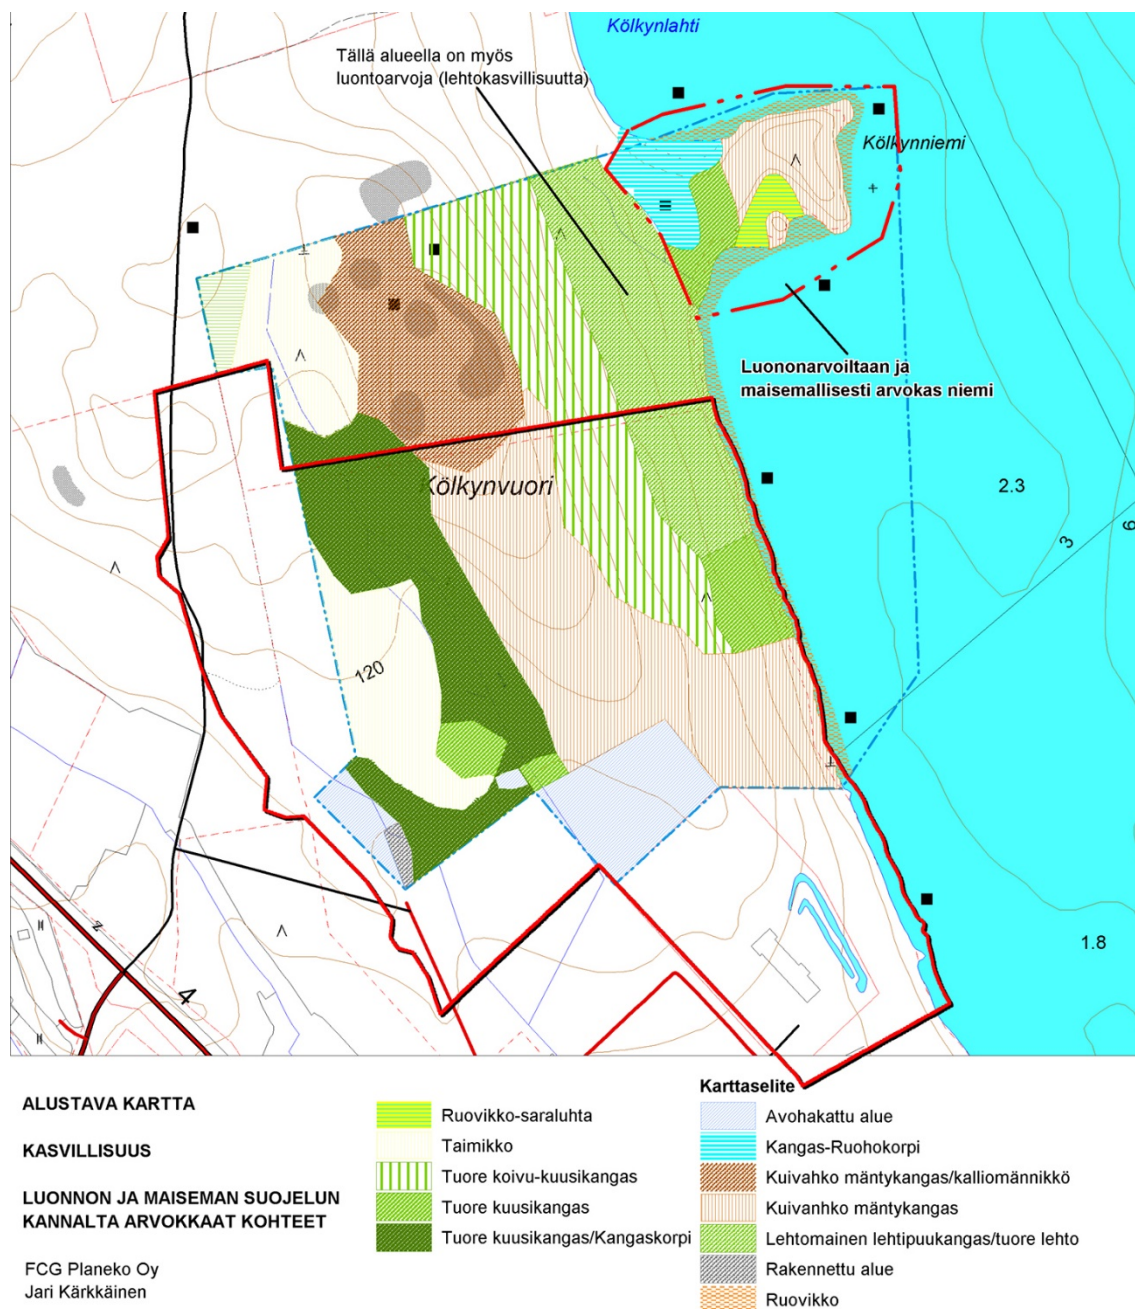 Kölkynlahti
Tällä alueella on myös
luontoarvoja (lehtokasvillisuutta)
Kölkynniemi
Luononarvoiltaan ja
maisemallisesti arvokas niemi
Kölkynvuori
2.3
3
6
120
1.8
4
z
ALUSTAVA KARTTA
KASVILLISUUS
LUONNON JA MAISEMAN SUOJELUN
KANNALTA ARVOKKAAT KOHTEET
FCG Planeko Oy
Jari Kärkkäinen
Ruovikko-saraluhta
Taimikko
Tuore koivu-kuusikangas
Tuore kuusikangas
Tuore kuusikangas/Kangaskorpi
Karttaselite
Avohakattu alue
Kangas-Ruohokorpi
Kuivahko mäntykangas/kalliomännikkö
Kuivanhko mäntykangas
Lehtomainen lehtipuukangas/tuore lehto
Rakennettu alue
Ruovikko